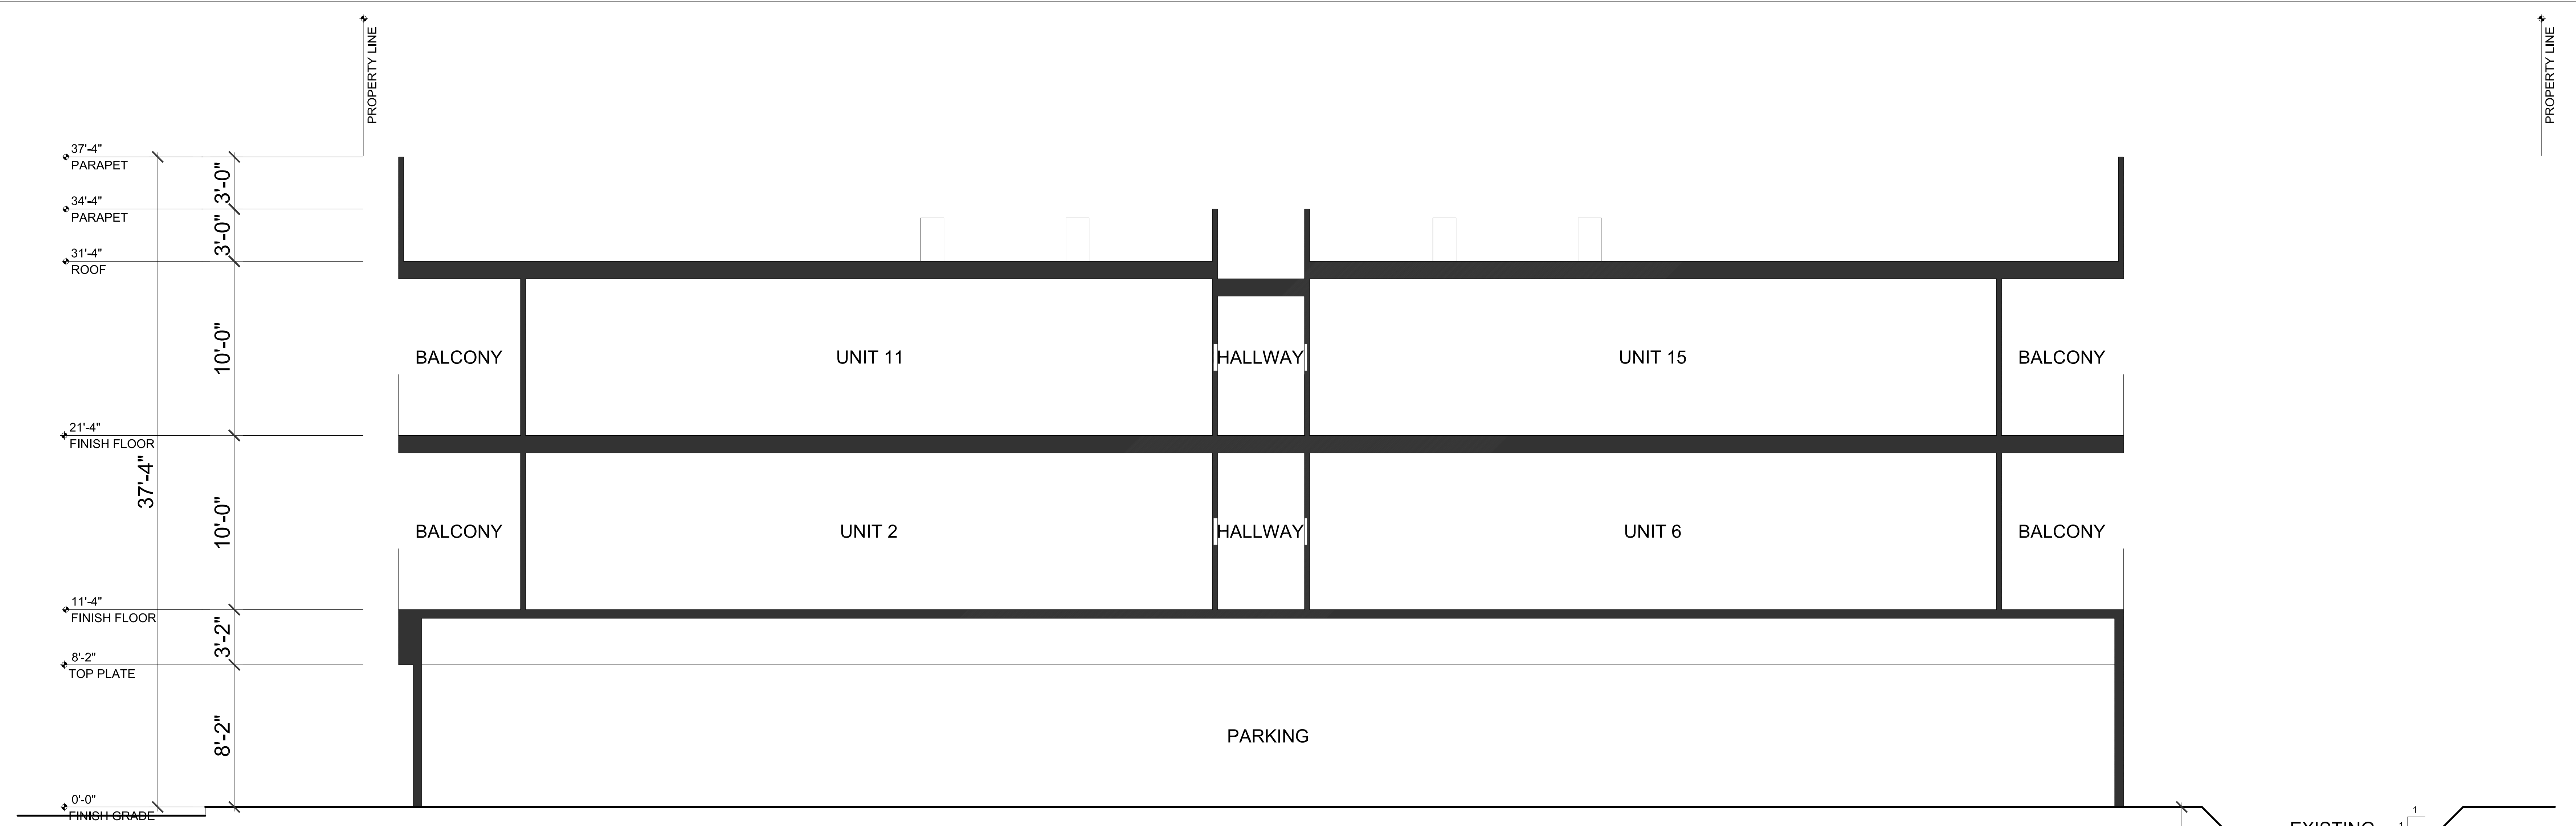 PROPERTY LINE
PROPERTY LINE
37'-4"
PARAPET
3'-0"
34'-4"
PARAPET
3'-0"
31'-4"
ROOF
10'-0"
BALCONY
UNIT 11
HALLWAY
UNIT 15
BALCONY
21'-4"
FINISH FLOOR
37'-4"
10'-0"
BALCONY
UNIT 2
HALLWAY
UNIT 6
BALCONY
11'-4"
FINISH FLOOR
3'-2"
8'-2"
TOP PLATE
8'-2"
PARKING
0'-0"
FINISH GRADE
EXISTING
1
1